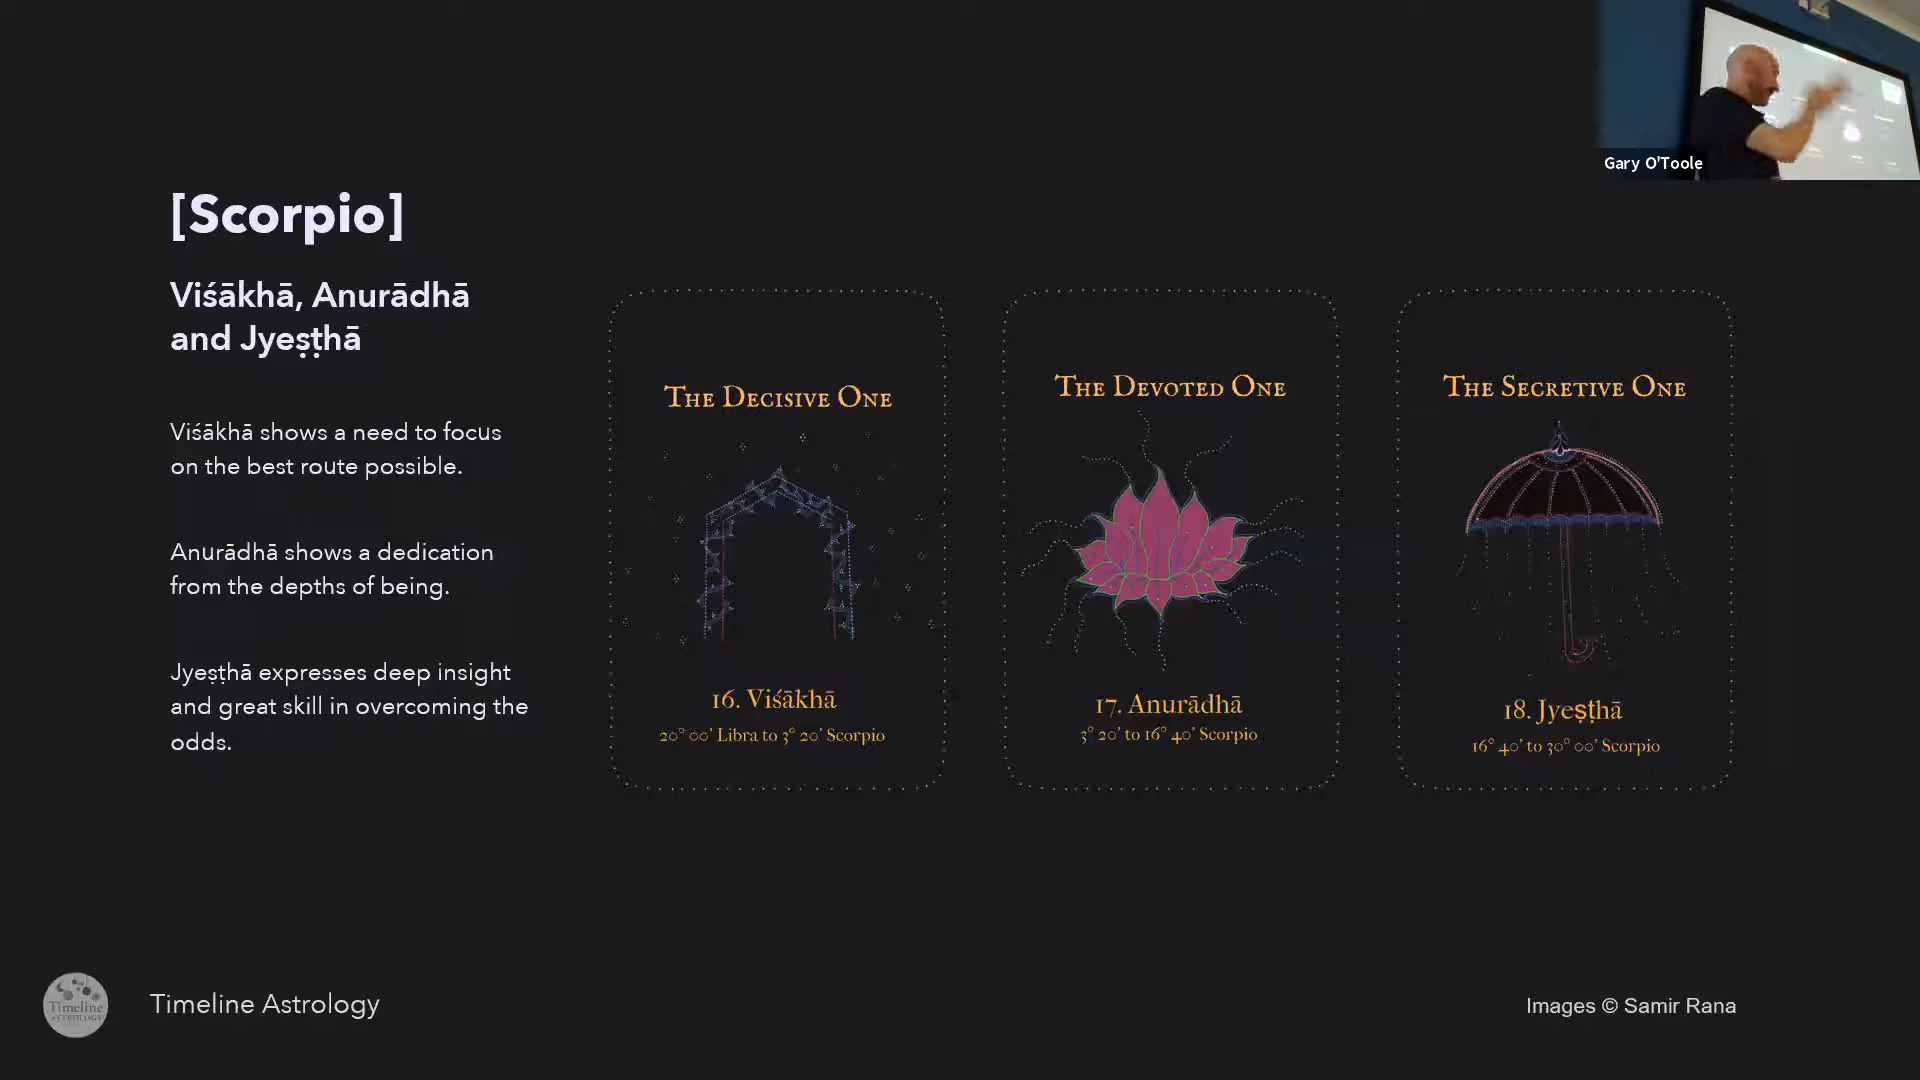 Gary O'Toole
[Scorpio]
Viśākhā, Anurādhā
and Jyeṣṭhā
Viśākhā shows a need to focus
on the best route possible.
Anurādhā shows a dedication
from the depths of being.
Jyeṣṭhā expresses deep insight
and great skill in overcoming the
odds.
The Decisive One
16. Viśākhā
20° 00' Libra to 3° 20' Scorpio
The Devoted One
17. Anurādhā
3° 20' to 16° 40' Scorpio
The Secretive One
18. Jyeṣṭhā
16° 40' to 30° 00' Scorpio
Timeline
ASTROLOGY
Timeline Astrology
Images © Samir Rana